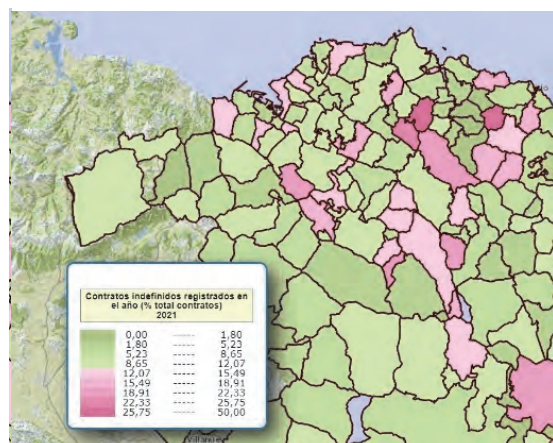 Contratos indefinidos registrados en
el año (% total contratos)
2021
0,00 ----- 1,80
1,80 ----- 5,23
5,23 ----- 8,65
8,65 ----- 12,07
12,07 ----- 15,49
15,49 ----- 18,91
18,91 ----- 22,33
22,33 ----- 25,75
25,75 ----- 50,00